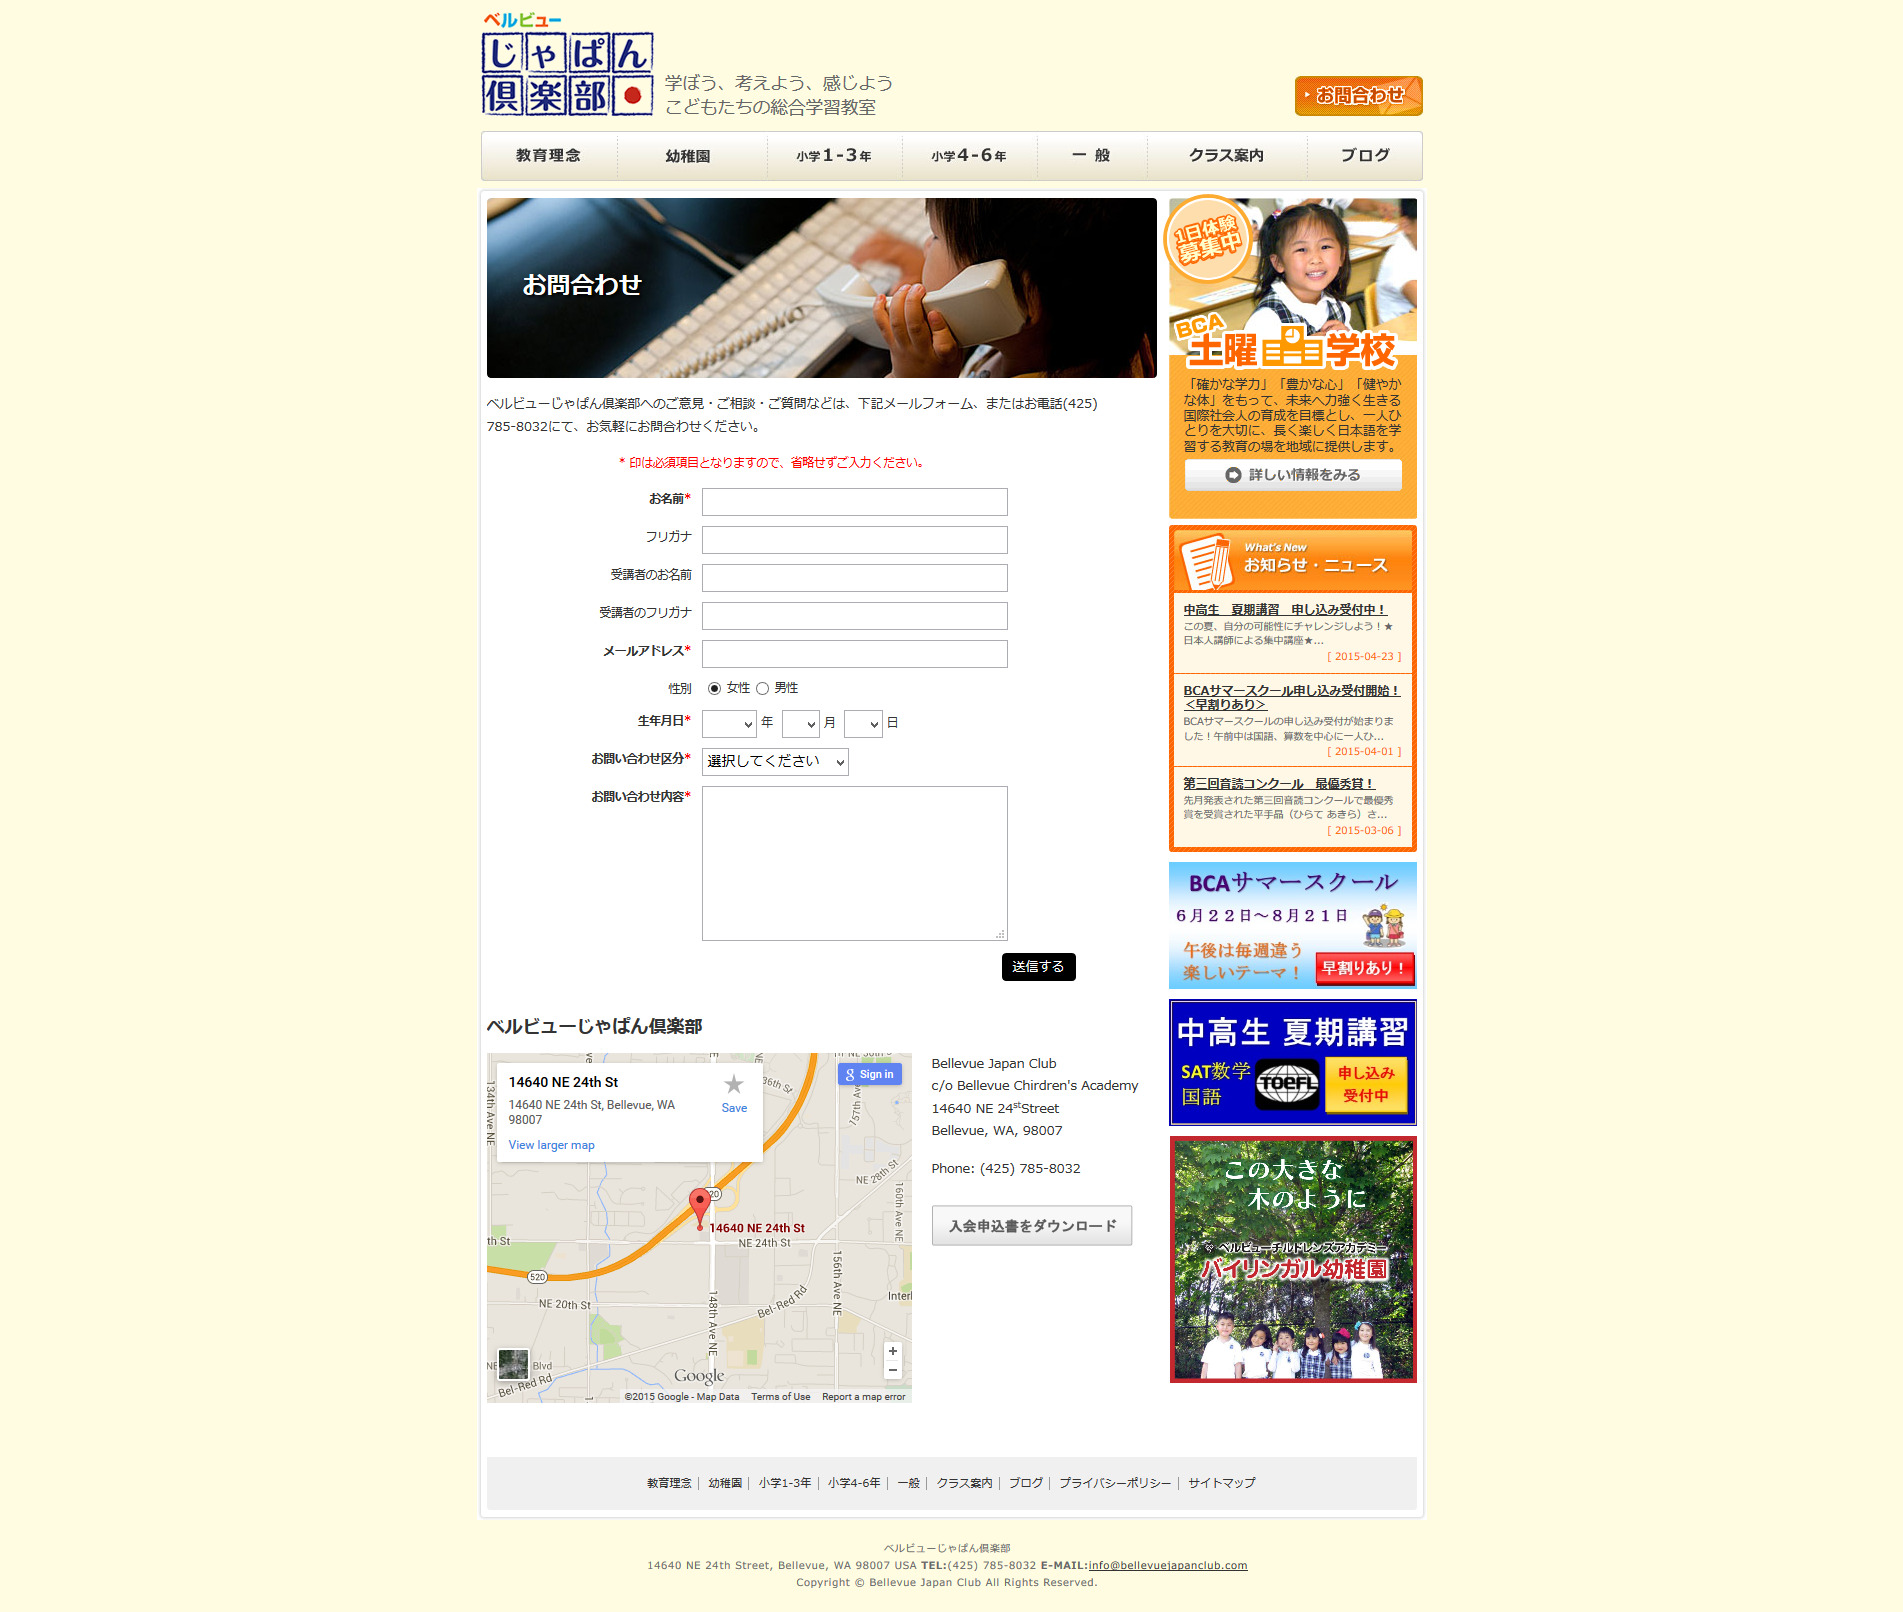 ベルビュー
じゃぱん
倶楽部
学ぼう、考えよう、感じよう
こどもたちの総合学習教室
お問合わせ
教育理念
幼稚園
小学1-3年
小学4-6年
一 般
クラス案内
ブログ
お問合わせ
ベルビューじゃぱん倶楽部へのご意見・ご相談・ご質問などは、下記メールフォーム、またはお電話(425)
785-8032にて、お気軽にお問合わせください。
* 印は必須項目となりますので、省略せずご入力ください。
お名前*
フリガナ
受講者のお名前
受講者のフリガナ
メールアドレス*
性別 女性 男性
生年月日* 年 月 日
お問い合わせ区分* 選択してください
お問い合わせ内容*
送信する
ベルビューじゃぱん倶楽部
14640 NE 24th St
14640 NE 24th St, Bellevue, WA
98007
View larger map
Save
Sign in
134th Ave NE
36th St
157th Ave
NE 28th St
160th Ave NE
20
14640 NE 24th St
NE 24th St
th St
520
NE 20th St
148th Ave NE
156th Ave NE
Bel-Red Rd
Interl
NE
Blvd
Bel-Red Rd
Google
+
−
©2015 Google - Map Data
Terms of Use
Report a map error
Bellevue Japan Club
c/o Bellevue Chirdren's Academy
14640 NE 24stStreet
Bellevue, WA, 98007
Phone: (425) 785-8032
入会申込書をダウンロード
1日体験
募集中
BCA
土曜学校
「確かな学力」「豊かな心」「健やか
な体」をもって、未来へ力強く生きる
国際社会人の育成を目標とし、一人ひ
とりを大切に、長く楽しく日本語を学
習する教育の場を地域に提供します。
詳しい情報をみる
What's New
お知らせ・ニュース
中高生　夏期講習　申し込み受付中！
この夏、自分の可能性にチャレンジしよう！★
日本人講師による集中講座★...
[ 2015-04-23 ]
BCAサマースクール申し込み受付開始！
＜早割りあり＞
BCAサマースクールの申し込み受付が始まりま
した！午前中は国語、算数を中心に一人ひ...
[ 2015-04-01 ]
第三回音読コンクール　最優秀賞！
先月発表された第三回音読コンクールで最優秀
賞を受賞された平手晶（ひらて あきら）さ...
[ 2015-03-06 ]
BCAサマースクール
６月２２日～８月２１日
午後は毎週違う
楽しいテーマ！
早割りあり！
中高生 夏期講習
SAT数学
国語
TOEFL
申し込み
受付中
この大きな
木のように
ベルビューチルドレンズアカデミー
バイリンガル幼稚園
教育理念｜ 幼稚園｜ 小学1-3年｜ 小学4-6年｜ 一般｜ クラス案内｜ ブログ｜ プライバシーポリシー｜ サイトマップ
ベルビューじゃぱん倶楽部
14640 NE 24th Street, Bellevue, WA 98007 USA TEL:(425) 785-8032 E-MAIL:info@bellevuejapanclub.com
Copyright © Bellevue Japan Club All Rights Reserved.